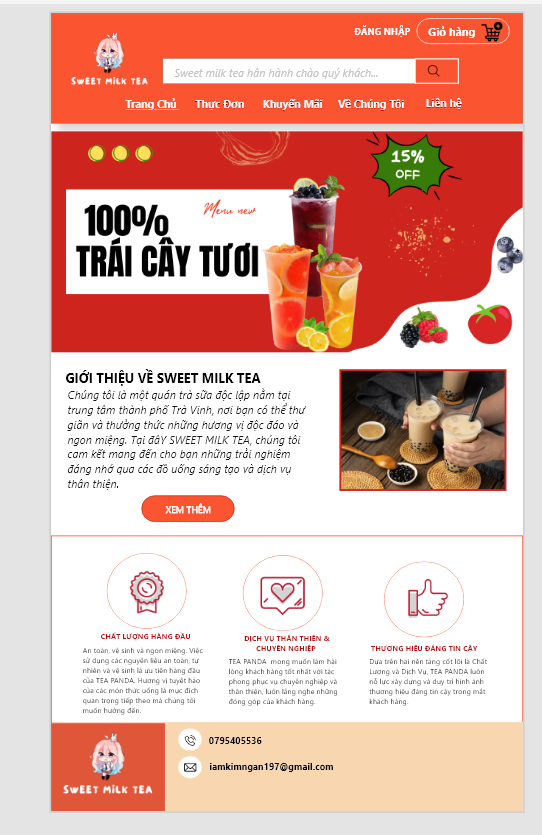 ĐĂNG NHẬP
Giỏ hàng
SWEET MILK TEA
Sweet milk tea hân hành chào quý khách...
Trang Chủ Thực Đơn Khuyến Mãi Về Chúng Tôi Liên hệ
15%
OFF
Menu new
100%
TRÁI CÂY TƯƠI
GIỚI THIỆU VỀ SWEET MILK TEA
Chúng tôi là một quán trà sữa độc lập nằm tại
trung tâm thành phố Trà Vinh, nơi bạn có thể thư
giãn và thưởng thức những hương vị độc đáo và
ngon miệng. Tại đâY SWEET MILK TEA, chúng tôi
cam kết mang đến cho bạn những trải nghiệm
đáng nhớ qua các đồ uống sáng tạo và dịch vụ
thân thiện.
XEM THÊM
CHẤT LƯỢNG HÀNG ĐẦU
An toàn, vệ sinh và ngon miệng. Việc
sử dụng các nguyên liệu an toàn, tự
nhiên và vệ sinh là ưu tiên hàng đầu
của TEA PANDA. Hương vị tuyệt hảo
của các món thức uống là mục đích
quan trọng tiếp theo mà chúng tôi
muốn hướng đến.
DỊCH VỤ THÂN THIỆN &
CHUYÊN NGHIỆP
TEA PANDA mong muốn làm hài
lòng khách hàng tốt nhất với tác
phong phục vụ chuyên nghiệp và
thân thiện, luôn lắng nghe những
đóng góp của khách hàng.
THƯƠNG HIỆU ĐÁNG TIN CẬY
Dựa trên hai nền tảng cốt lõi là Chất
Lượng và Dịch Vụ, TEA PANDA luôn
nỗ lực xây dựng và duy trì hình ảnh
thương hiệu đáng tin cậy trong mắt
khách hàng.
SWEET MILK TEA
0795405536
iamkimngan197@gmail.com